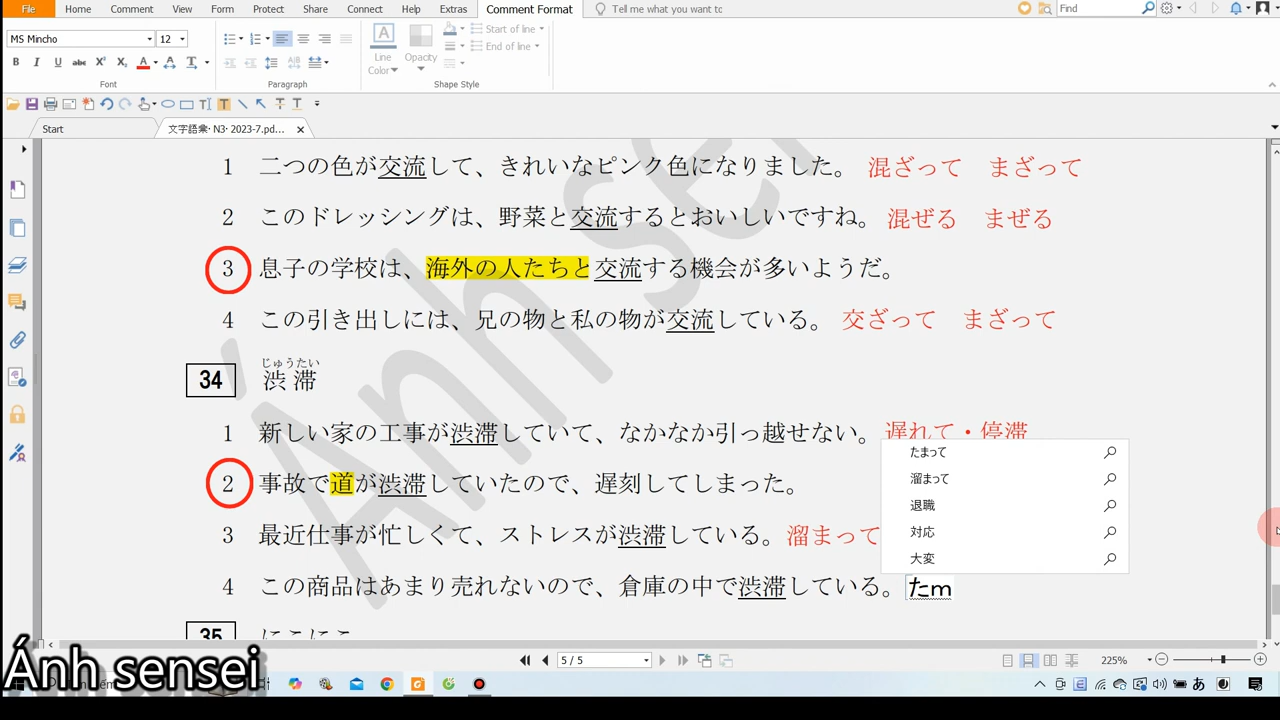 File Home Comment View Form Protect Share Connect Help Extras Comment Format Tell me what you want tc Find
MS Mincho 12 Start of line
B I U abc X² X₂ A A T Line Color Opacity End of line
Font Paragraph Shape Style
Start 文字語彙· N3· 2023-7.pd...
1 二つの色が交流して、きれいなピンク色になりました。 混ざって まざって
2 このドレッシングは、野菜と交流するとおいしいですね。 混ぜる まぜる
3 息子の学校は、海外の人たちと交流する機会が多いようだ。
4 この引き出しには、兄の物と私の物が交流している。 交ざって まざって
じゅうたい
34 渋滞
1 新しい家の工事が渋滞していて、なかなか引っ越せない。 遅れて・停滞
たまって
溜まって
2 事故で道が渋滞していたので、遅刻してしまった。
退職
対応
3 最近仕事が忙しくて、ストレスが渋滞している。 溜まって
大変
4 この商品はあまり売れないので、倉庫の中で渋滞している。 たm
35 にこにこ
Ánh sen
Ánh sensei
5 / 5 225%